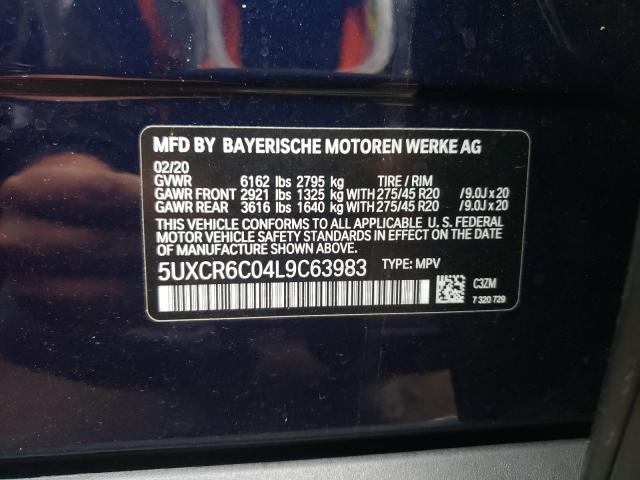 MFD BY BAYERISCHE MOTOREN WERKE AG
02/20
GVWR 6162 lbs 2795 kg TIRE / RIM
GAWR FRONT 2921 lbs 1325 kg WITH 275/45 R20 /9.0J x 20
GAWR REAR 3616 lbs 1640 kg WITH 275/45 R20 /9.0J x 20
THIS VEHICLE CONFORMS TO ALL APPLICABLE U. S. FEDERAL
MOTOR VEHICLE SAFETY STANDARDS IN EFFECT ON THE DATE
OF MANUFACTURE SHOWN ABOVE.
5UXCR6C04L9C63983 TYPE: MPV
C3ZM
7 320 729